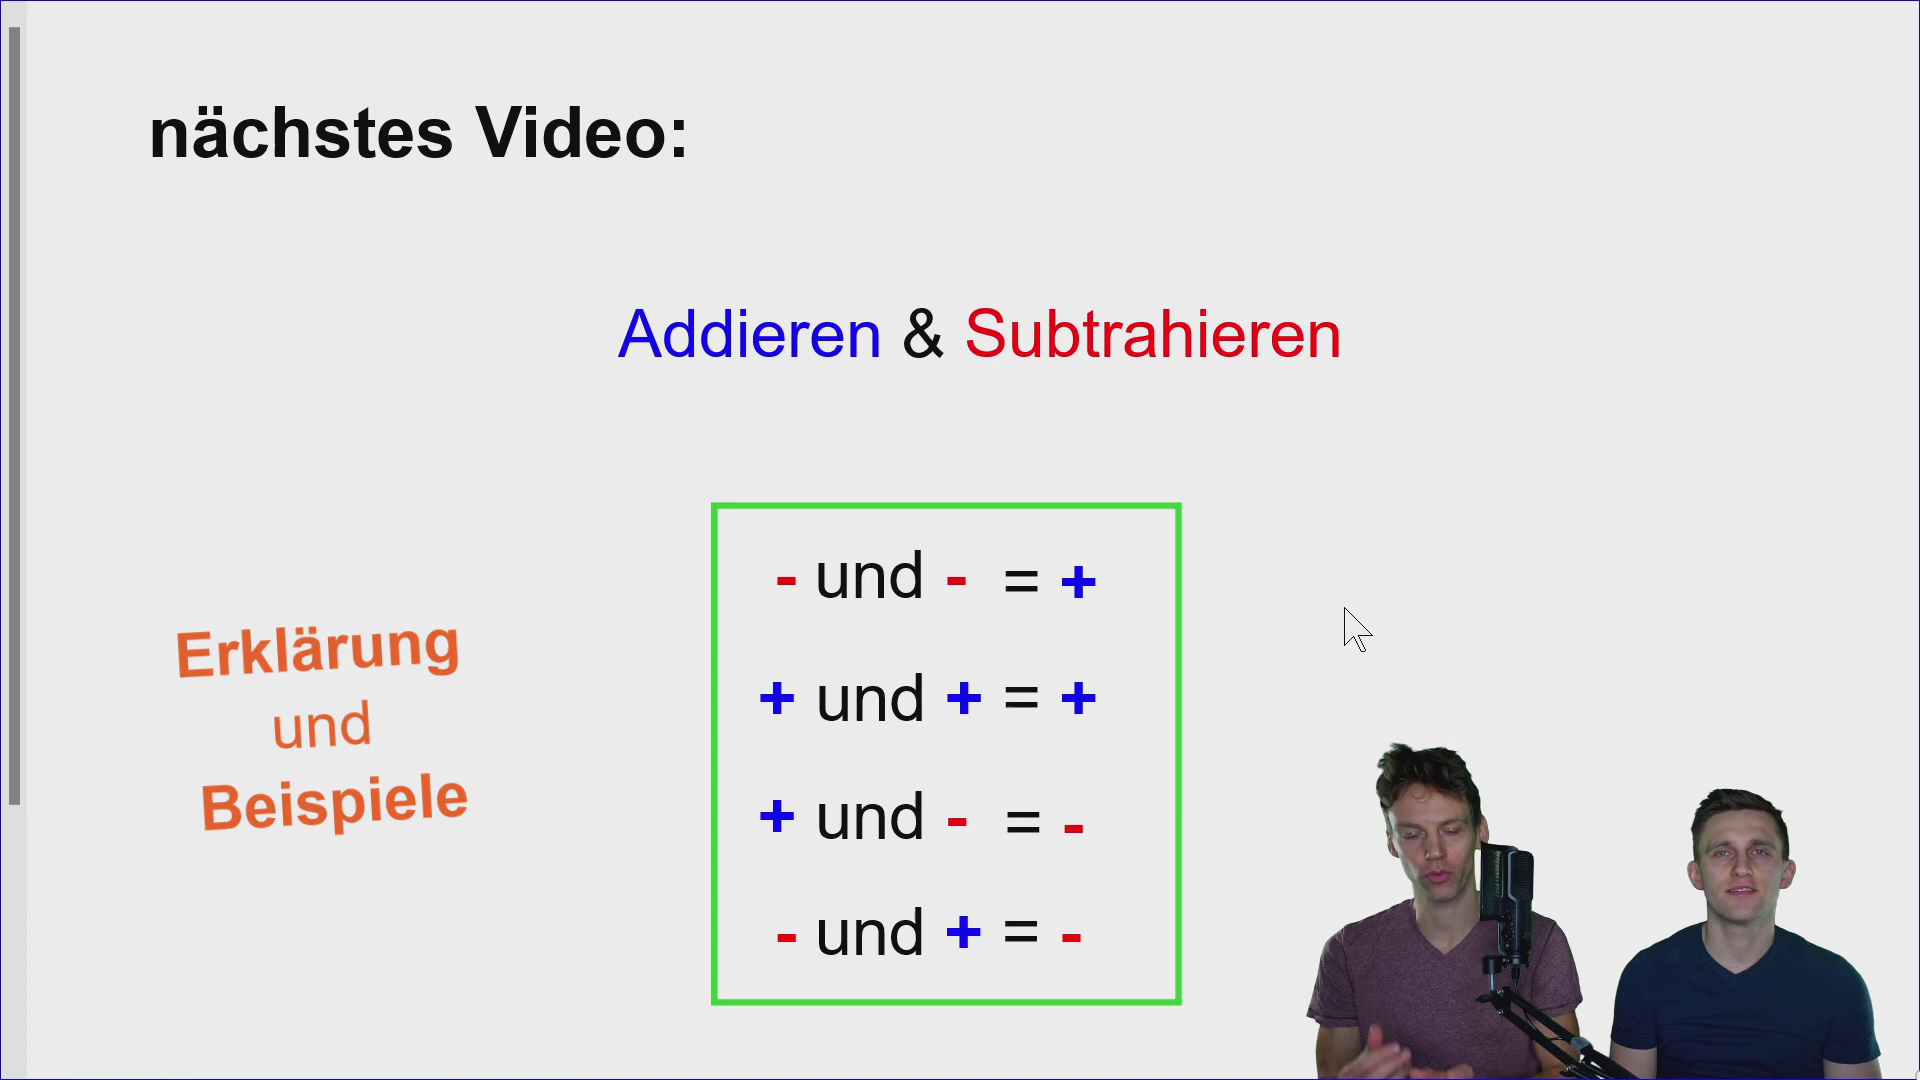 nächstes Video:
Addieren & Subtrahieren
- und - = +
+ und + = +
+ und - = -
- und + = -
Erklärung
und
Beispiele